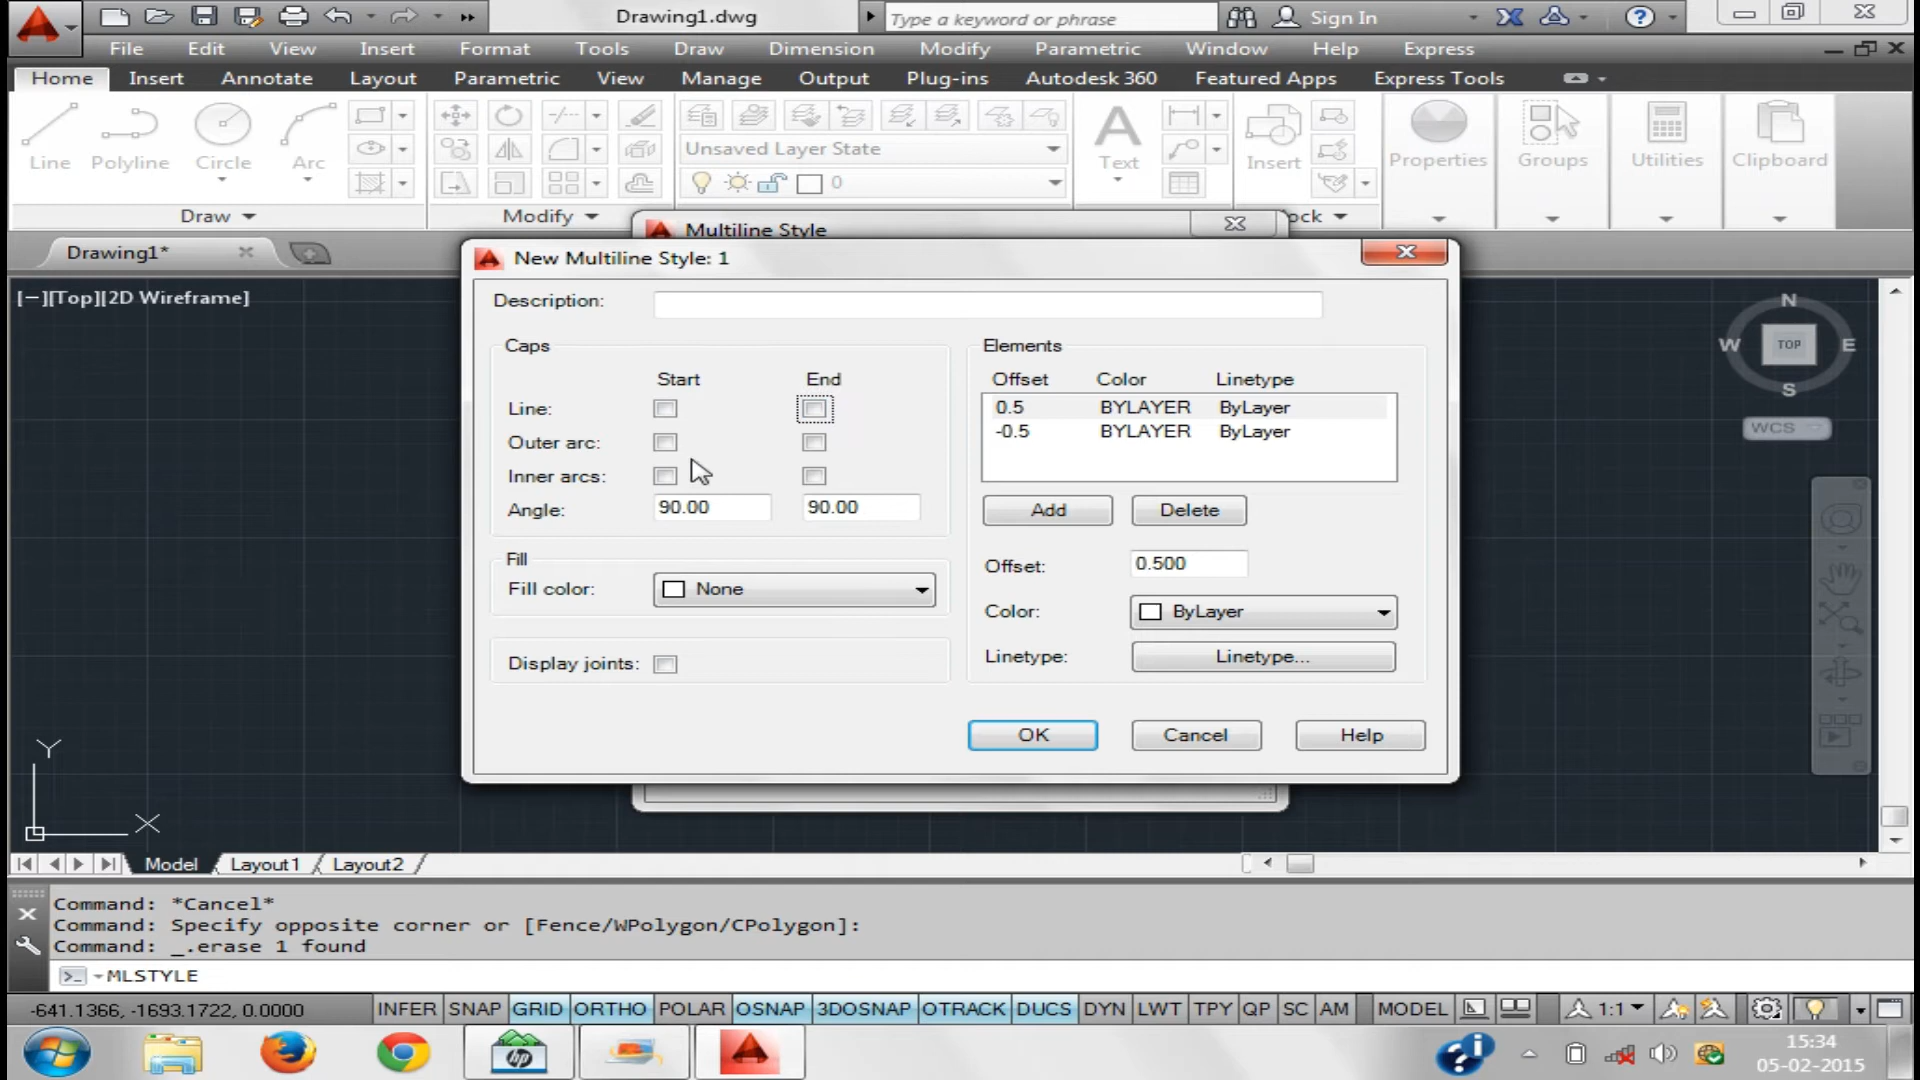 Drawing1.dwg
Type a keyword or phrase
Sign In
File Edit View Insert Format Tools Draw Dimension Modify Parametric Window Help Express
Home Insert Annotate Layout Parametric View Manage Output Plug-ins Autodesk 360 Featured Apps Express Tools
Line Polyline Circle Arc
Unsaved Layer State
0
Text
Insert
Properties
Groups
Utilities
Clipboard
Draw
Modify
ock
Multiline Style
Drawing1*
New Multiline Style: 1
[−][Top][2D Wireframe]
Description:
Caps
Start End
Line:
Outer arc:
Inner arcs:
Angle: 90.00 90.00
Fill
Fill color: None
Display joints:
Elements
Offset Color Linetype
0.5 BYLAYER ByLayer
-0.5 BYLAYER ByLayer
Add Delete
Offset: 0.500
Color: ByLayer
Linetype: Linetype...
OK Cancel Help
N
W TOP E
S
WCS
Y
X
Model Layout1 Layout2
Command: *Cancel*
Command: Specify opposite corner or [Fence/WPolygon/CPolygon]:
Command: _.erase 1 found
MLSTYLE
-641.1366, -1693.1722, 0.0000
INFER SNAP GRID ORTHO POLAR OSNAP 3DOSNAP OTRACK DUCS DYN LWT TPY QP SC AM MODEL 1:1
hp
15:34
05-02-2015